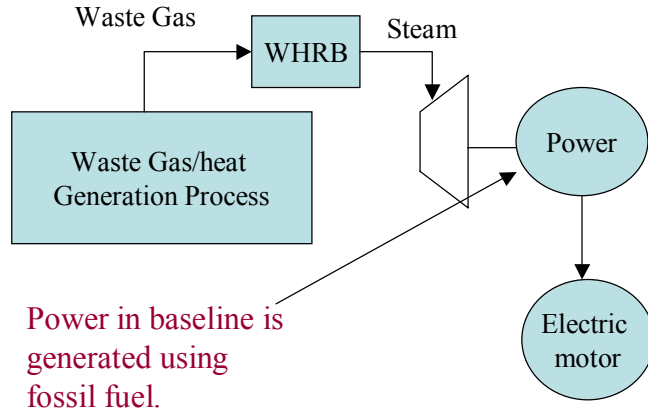 Waste Gas
WHRB
Steam
Waste Gas/heat
Generation Process
Power
Power in baseline is
generated using
fossil fuel.
Electric
motor